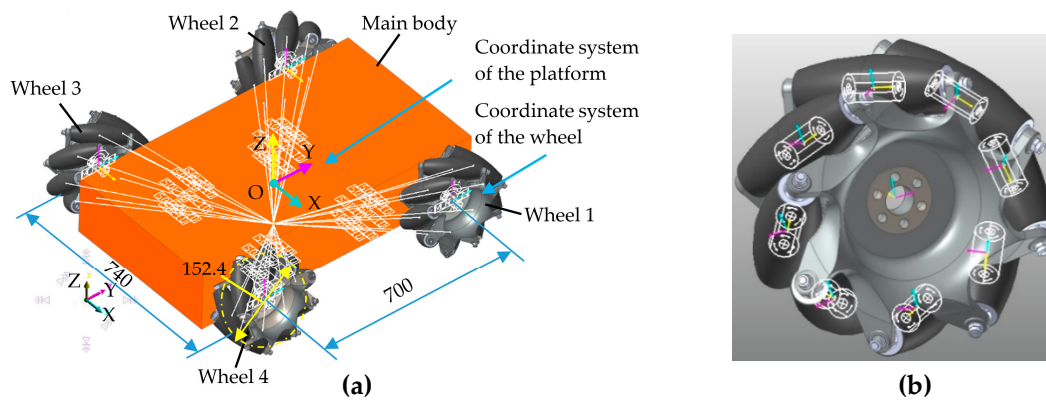 Wheel 2
Main body
Wheel 3
Coordinate system
of the platform
Coordinate system
of the wheel
Z
Y
O
X
Wheel 1
152.4
740
700
Z
Y
X
Wheel 4
(a)
(b)